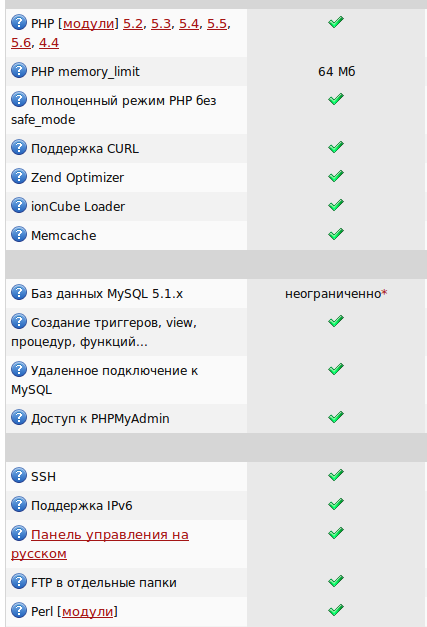 PHP [модули] 5.2, 5.3, 5.4, 5.5,
5.6, 4.4
PHP memory_limit 64 Мб
Полноценный режим PHP без
safe_mode
Поддержка CURL
Zend Optimizer
ionCube Loader
Memcache
Баз данных MySQL 5.1.x неограниченно*
Создание триггеров, view,
процедур, функций...
Удаленное подключение к
MySQL
Доступ к PHPMyAdmin
SSH
Поддержка IPv6
Панель управления на
русском
FTP в отдельные папки
Perl [модули]